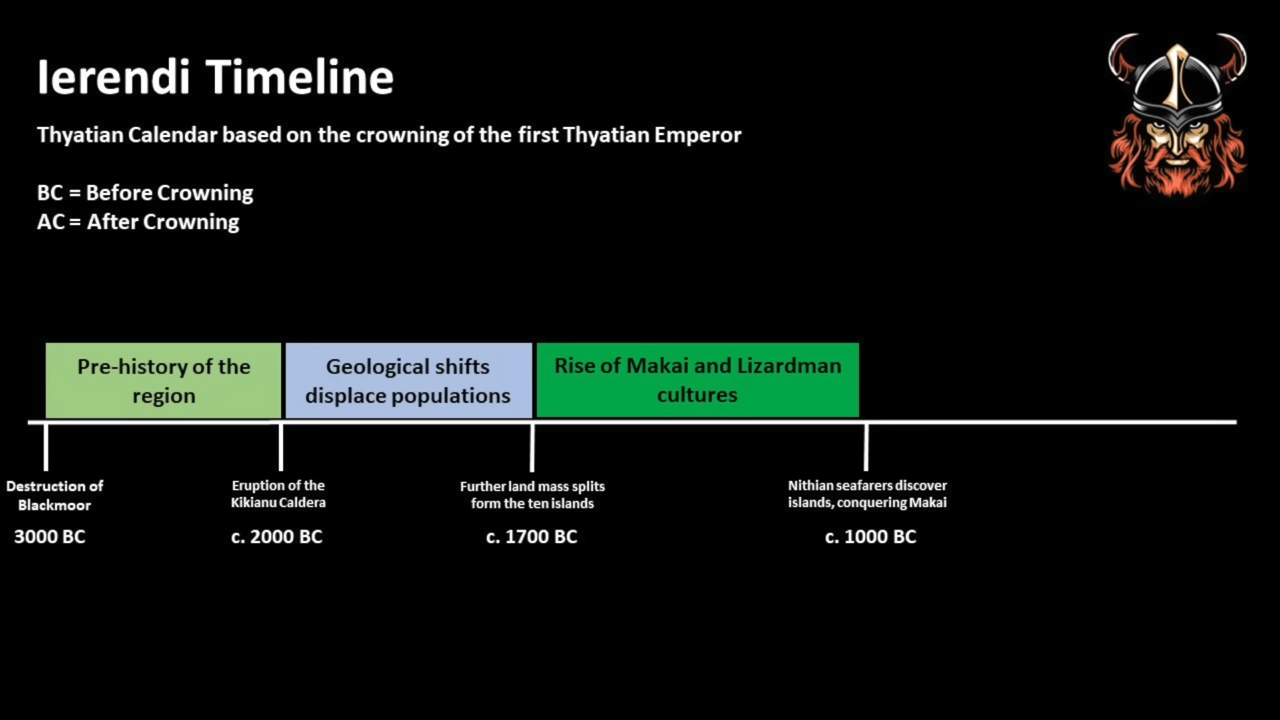 Ierendi Timeline
Thyatian Calendar based on the crowning of the first Thyatian Emperor
BC = Before Crowning
AC = After Crowning
Pre-history of the
region
Geological shifts
displace populations
Rise of Makai and Lizardman
cultures
Destruction of
Blackmoor
3000 BC
Eruption of the
Kikianu Caldera
c. 2000 BC
Further land mass splits
form the ten islands
c. 1700 BC
Nithian seafarers discover
islands, conquering Makai
c. 1000 BC